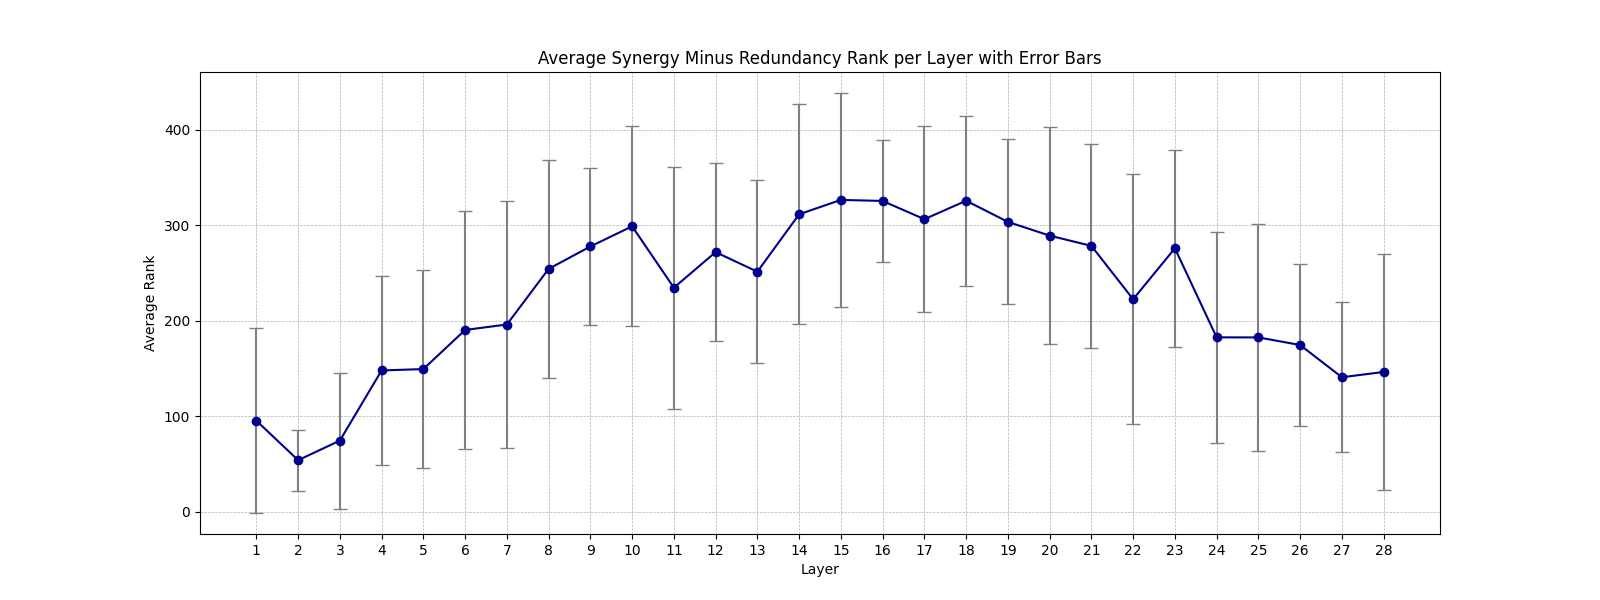 Average Synergy Minus Redundancy Rank per Layer with Error Bars
Average Rank
400
300
200
100
0
1 2 3 4 5 6 7 8 9 10 11 12 13 14 15 16 17 18 19 20 21 22 23 24 25 26 27 28
Layer